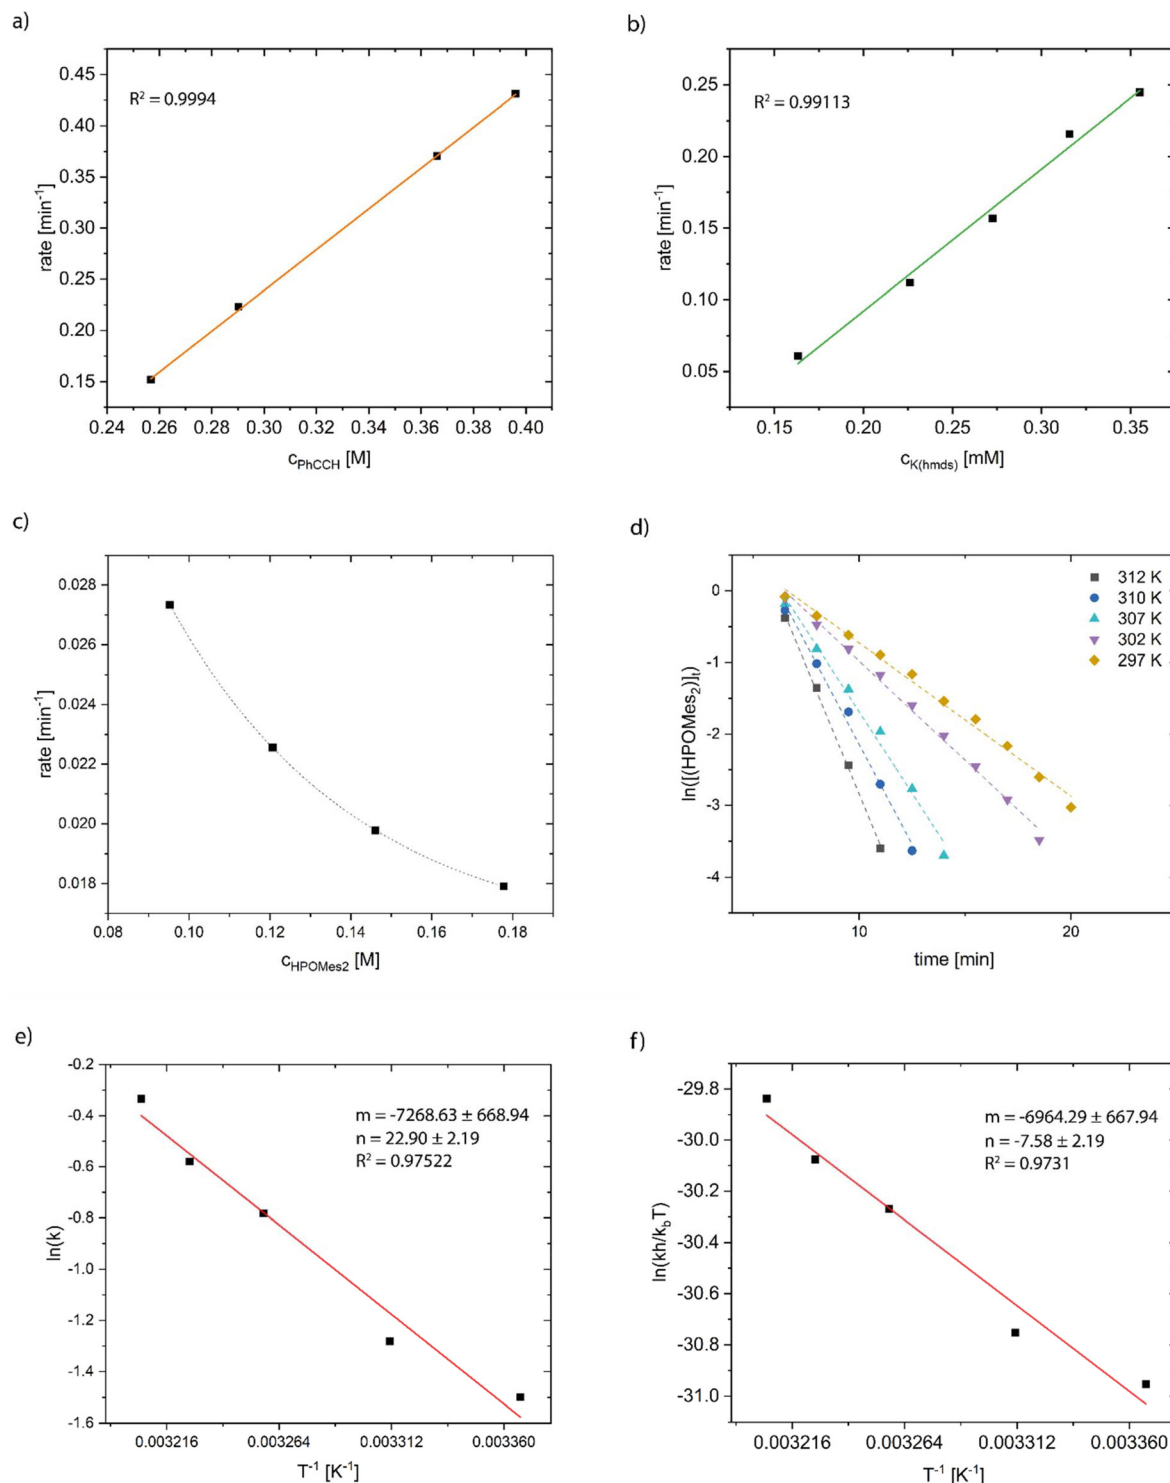 a)
R² = 0.9994
rate [min⁻¹]
0.45
0.40
0.35
0.30
0.25
0.20
0.15
0.24 0.26 0.28 0.30 0.32 0.34 0.36 0.38 0.40
c_PhCCH [M]
b)
R² = 0.99113
rate [min⁻¹]
0.25
0.20
0.15
0.10
0.05
0.15 0.20 0.25 0.30 0.35
c_K(hmds) [mM]
c)
rate [min⁻¹]
0.028
0.026
0.024
0.022
0.020
0.018
0.08 0.10 0.12 0.14 0.16 0.18
c_HPOMes2 [M]
d)
312 K
310 K
307 K
302 K
297 K
ln([(HPOMes₂)]ₜ)
0
-1
-2
-3
-4
10 20
time [min]
e)
m = -7268.63 ± 668.94
n = 22.90 ± 2.19
R² = 0.97522
ln(k)
-0.2
-0.4
-0.6
-0.8
-1.0
-1.2
-1.4
-1.6
0.003216 0.003264 0.003312 0.003360
T⁻¹ [K⁻¹]
f)
m = -6964.29 ± 667.94
n = -7.58 ± 2.19
R² = 0.9731
ln(kh/k_bT)
-29.8
-30.0
-30.2
-30.4
-30.6
-30.8
-31.0
0.003216 0.003264 0.003312 0.003360
T⁻¹ [K⁻¹]